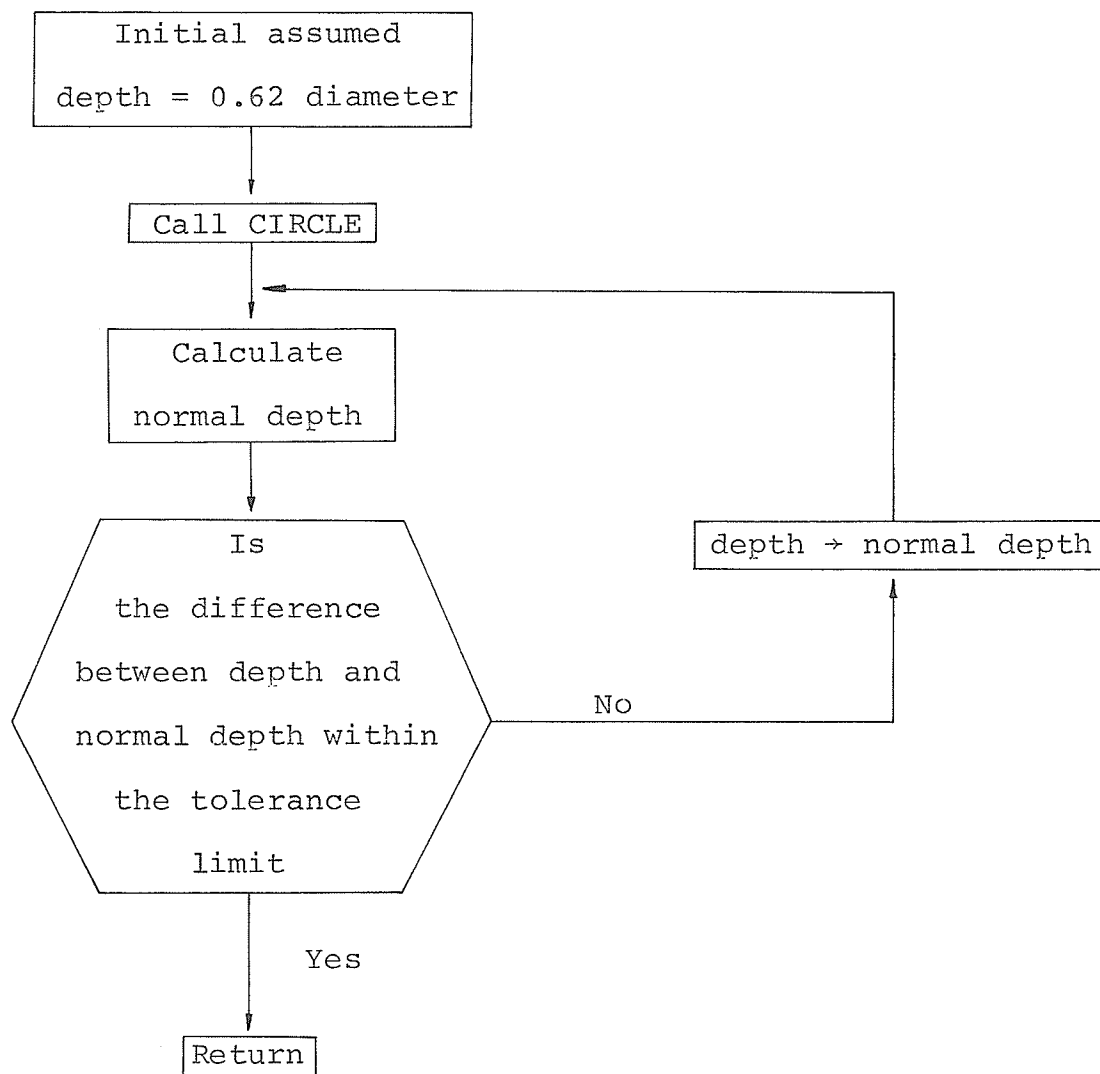 Initial assumed
depth = 0.62 diameter
Call CIRCLE
Calculate
normal depth
Is
the difference
between depth and
normal depth within
the tolerance
limit
No
depth → normal depth
Yes
Return